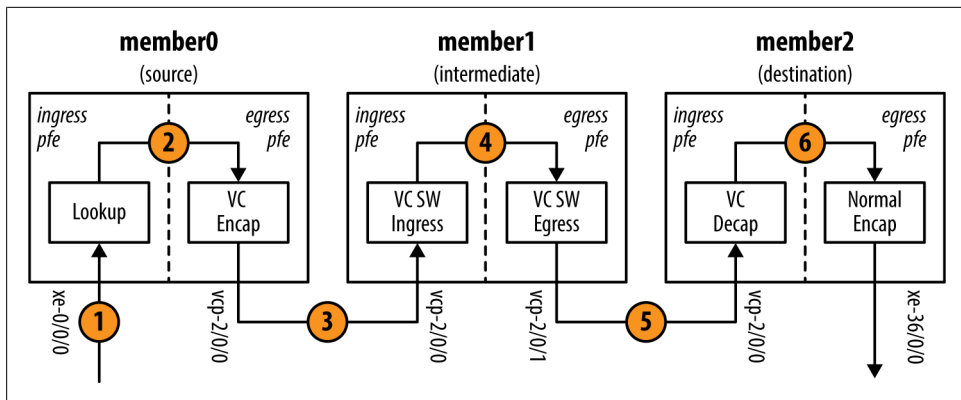 member0
(source)
member1
(intermediate)
member2
(destination)
ingress
pfe
egress
pfe
ingress
pfe
egress
pfe
ingress
pfe
egress
pfe
2
4
6
Lookup
VC
Encap
VC SW
Ingress
VC SW
Egress
VC
Decap
Normal
Encap
xe-0/0/0
1
vcp-2/0/0
3
vcp-2/0/0
vcp-2/0/1
5
vcp-2/0/0
xe-36/0/0